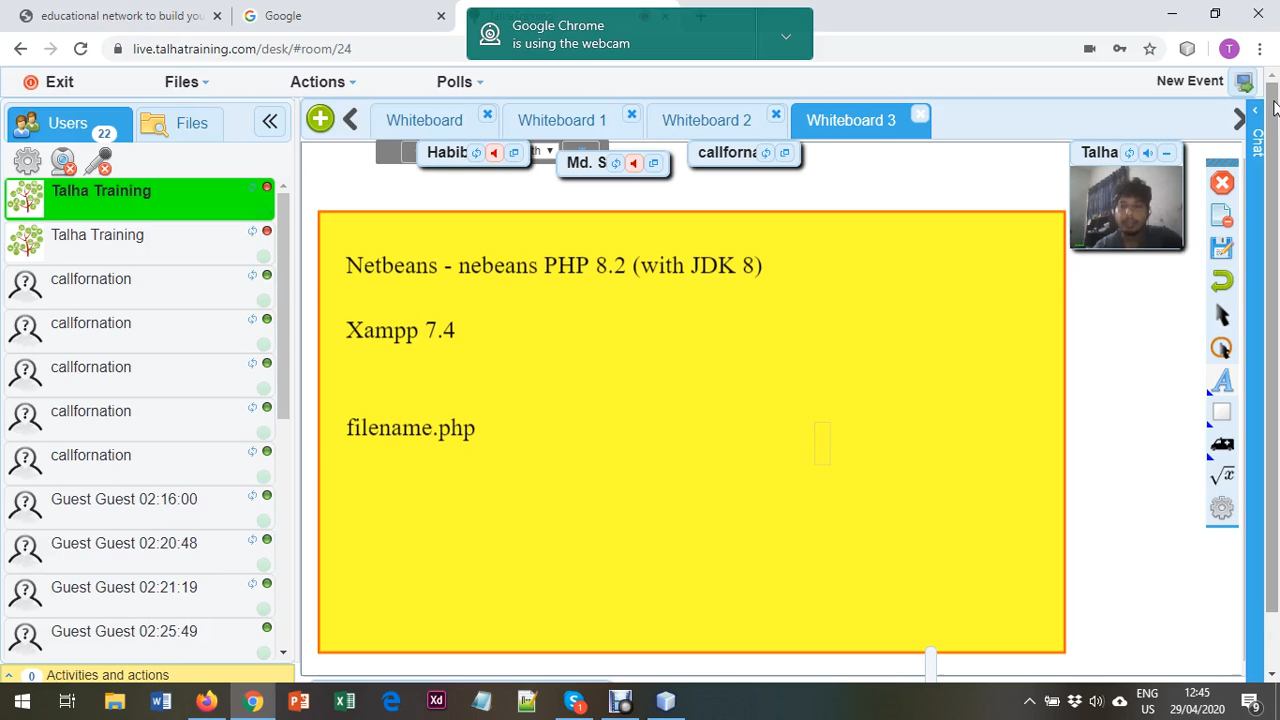 educational network to build you
Google
Google Chrome
is using the webcam
live.talhatraining.com/desk/#room/24
T
Exit
Files
Actions
Polls
New Event
Users
22
Files
Whiteboard
Whiteboard 1
Whiteboard 2
Whiteboard 3
Chat
Habib
Md. S
callforna
Talha
Talha Training
Talha Training
callfornation
callfornation
callfornation
callfornation
callfornation
Guest Guest 02:16:00
Guest Guest 02:20:48
Guest Guest 02:21:19
Guest Guest 02:25:49
Netbeans - nebeans PHP 8.2 (with JDK 8)
Xampp 7.4
filename.php
0 Activities and actions
ENG
US
12:45
29/04/2020
9